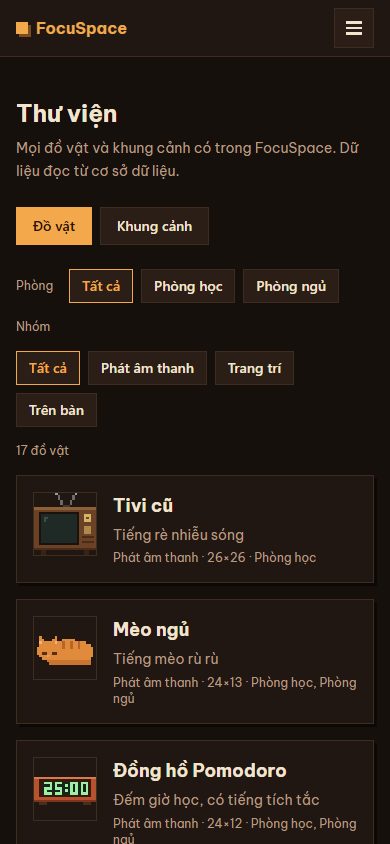 FocuSpace
Thư viện
Mọi đồ vật và khung cảnh có trong FocuSpace. Dữ
liệu đọc từ cơ sở dữ liệu.
Đồ vật Khung cảnh
Phòng Tất cả Phòng học Phòng ngủ
Nhóm
Tất cả Phát âm thanh Trang trí
Trên bàn
17 đồ vật
Tivi cũ
Tiếng rè nhiễu sóng
Phát âm thanh · 26×26 · Phòng học
Mèo ngủ
Tiếng mèo rù rù
Phát âm thanh · 24×13 · Phòng học, Phòng
ngủ
25:00
Đồng hồ Pomodoro
Đếm giờ học, có tiếng tích tắc
Phát âm thanh · 24×12 · Phòng học, Phòng
ngủ